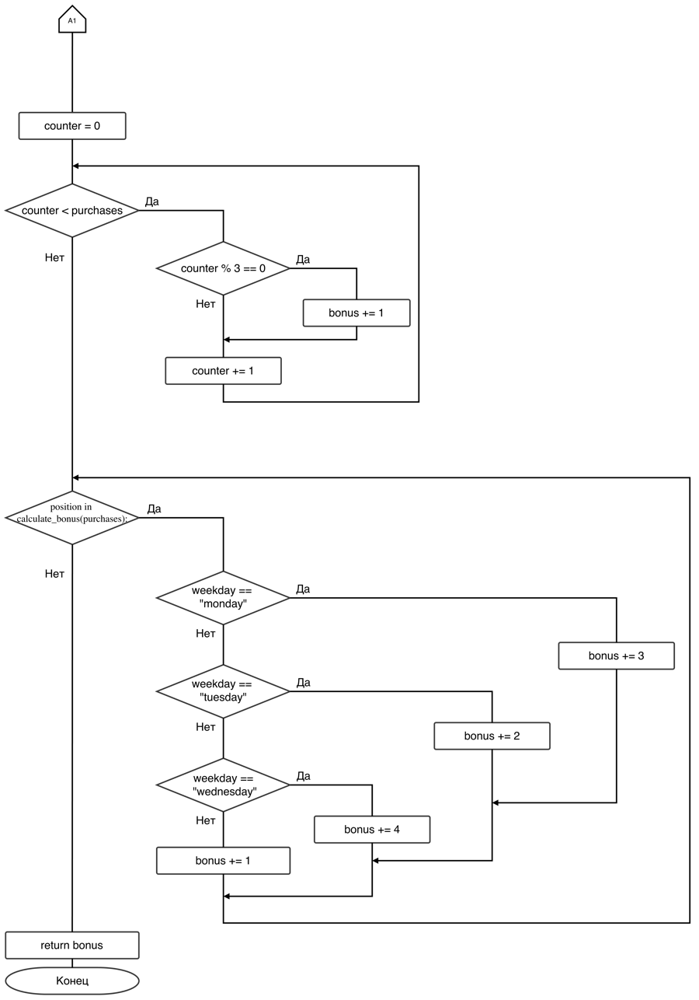 A1
counter = 0
counter < purchases
Да
Нет
counter % 3 == 0
Да
Нет
bonus += 1
counter += 1
position in
calculate_bonus(purchases):
Да
Нет
weekday ==
"monday"
Да
Нет
bonus += 3
weekday ==
"tuesday"
Да
Нет
bonus += 2
weekday ==
"wednesday"
Да
Нет
bonus += 4
bonus += 1
return bonus
Конец